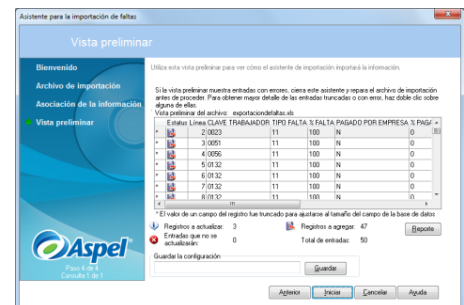 Asistente para la importación de faltas
Vista preliminar
Bienvenido
Archivo de importación
Asociación de la información
Vista preliminar
Utilice esta vista preliminar para ver cómo el asistente de importación importará la información.
Si la vista preliminar muestra entradas con errores, cierra este asistente y repara el archivo de importación
antes de proceder. Para obtener mayor detalle de las entradas truncadas o con error, haz doble clic sobre
alguna de ellas.
Vista preliminar del archivo: exportaciondefaltas.xls
Estatus Línea CLAVE TRABAJADOR TIPO FALTA % FALTA PAGADO POR EMPRESA % PAGA
* 2 0023 11 100 N 0
* 3 0051 11 100 N 0
* 4 0056 11 100 N 0
* 5 0132 11 100 N 0
* 6 0132 11 100 N 0
* 7 0132 11 100 N 0
* 8 0132 11 100 N 0
* El valor de un campo del registro fue truncado para ajustarse al tamaño del campo de la base de datos
Registros a actualizar: 3 Registros a agregar: 47
Entradas que no se actualizarán: 0 Total de entradas: 50
Reporte
Guardar la configuración
Guardar
Aspel
Paso 4 de 4
Consulta 1 de 1
Anterior Iniciar Cancelar Ayuda